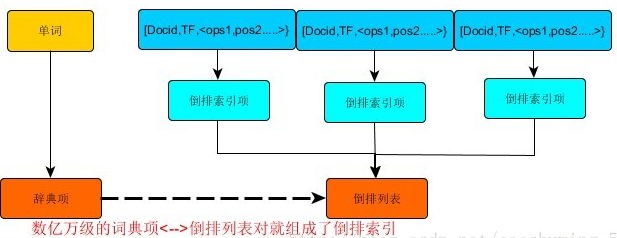 单词
[Docid,TF,<ops1,pos2.....>}
[Docid,TF,<ops1,pos2.....>}
[Docid,TF,<ops1,pos2.....>}
倒排索引项
倒排索引项
倒排索引项
辞典项
倒排列表
数亿万级的词典项<-->倒排列表对就组成了倒排索引